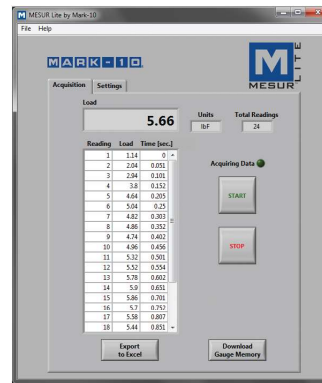 MESUR Lite by Mark-10
File Help
MARK-10
M
MESUR
LITE
Acquisition Settings
Load
5.66
Units
lbF
Total Readings
24
Reading Load Time [sec.]
1 1.14 0
2 2.04 0.051
3 2.94 0.101
4 3.8 0.152
5 4.64 0.205
6 5.04 0.25
7 4.82 0.303
8 4.86 0.352
9 4.74 0.402
10 4.96 0.456
11 5.32 0.501
12 5.52 0.554
13 5.78 0.602
14 5.9 0.651
15 5.86 0.701
16 5.7 0.752
17 5.58 0.807
18 5.44 0.851
Acquiring Data
START
STOP
Export
to Excel
Download
Gauge Memory